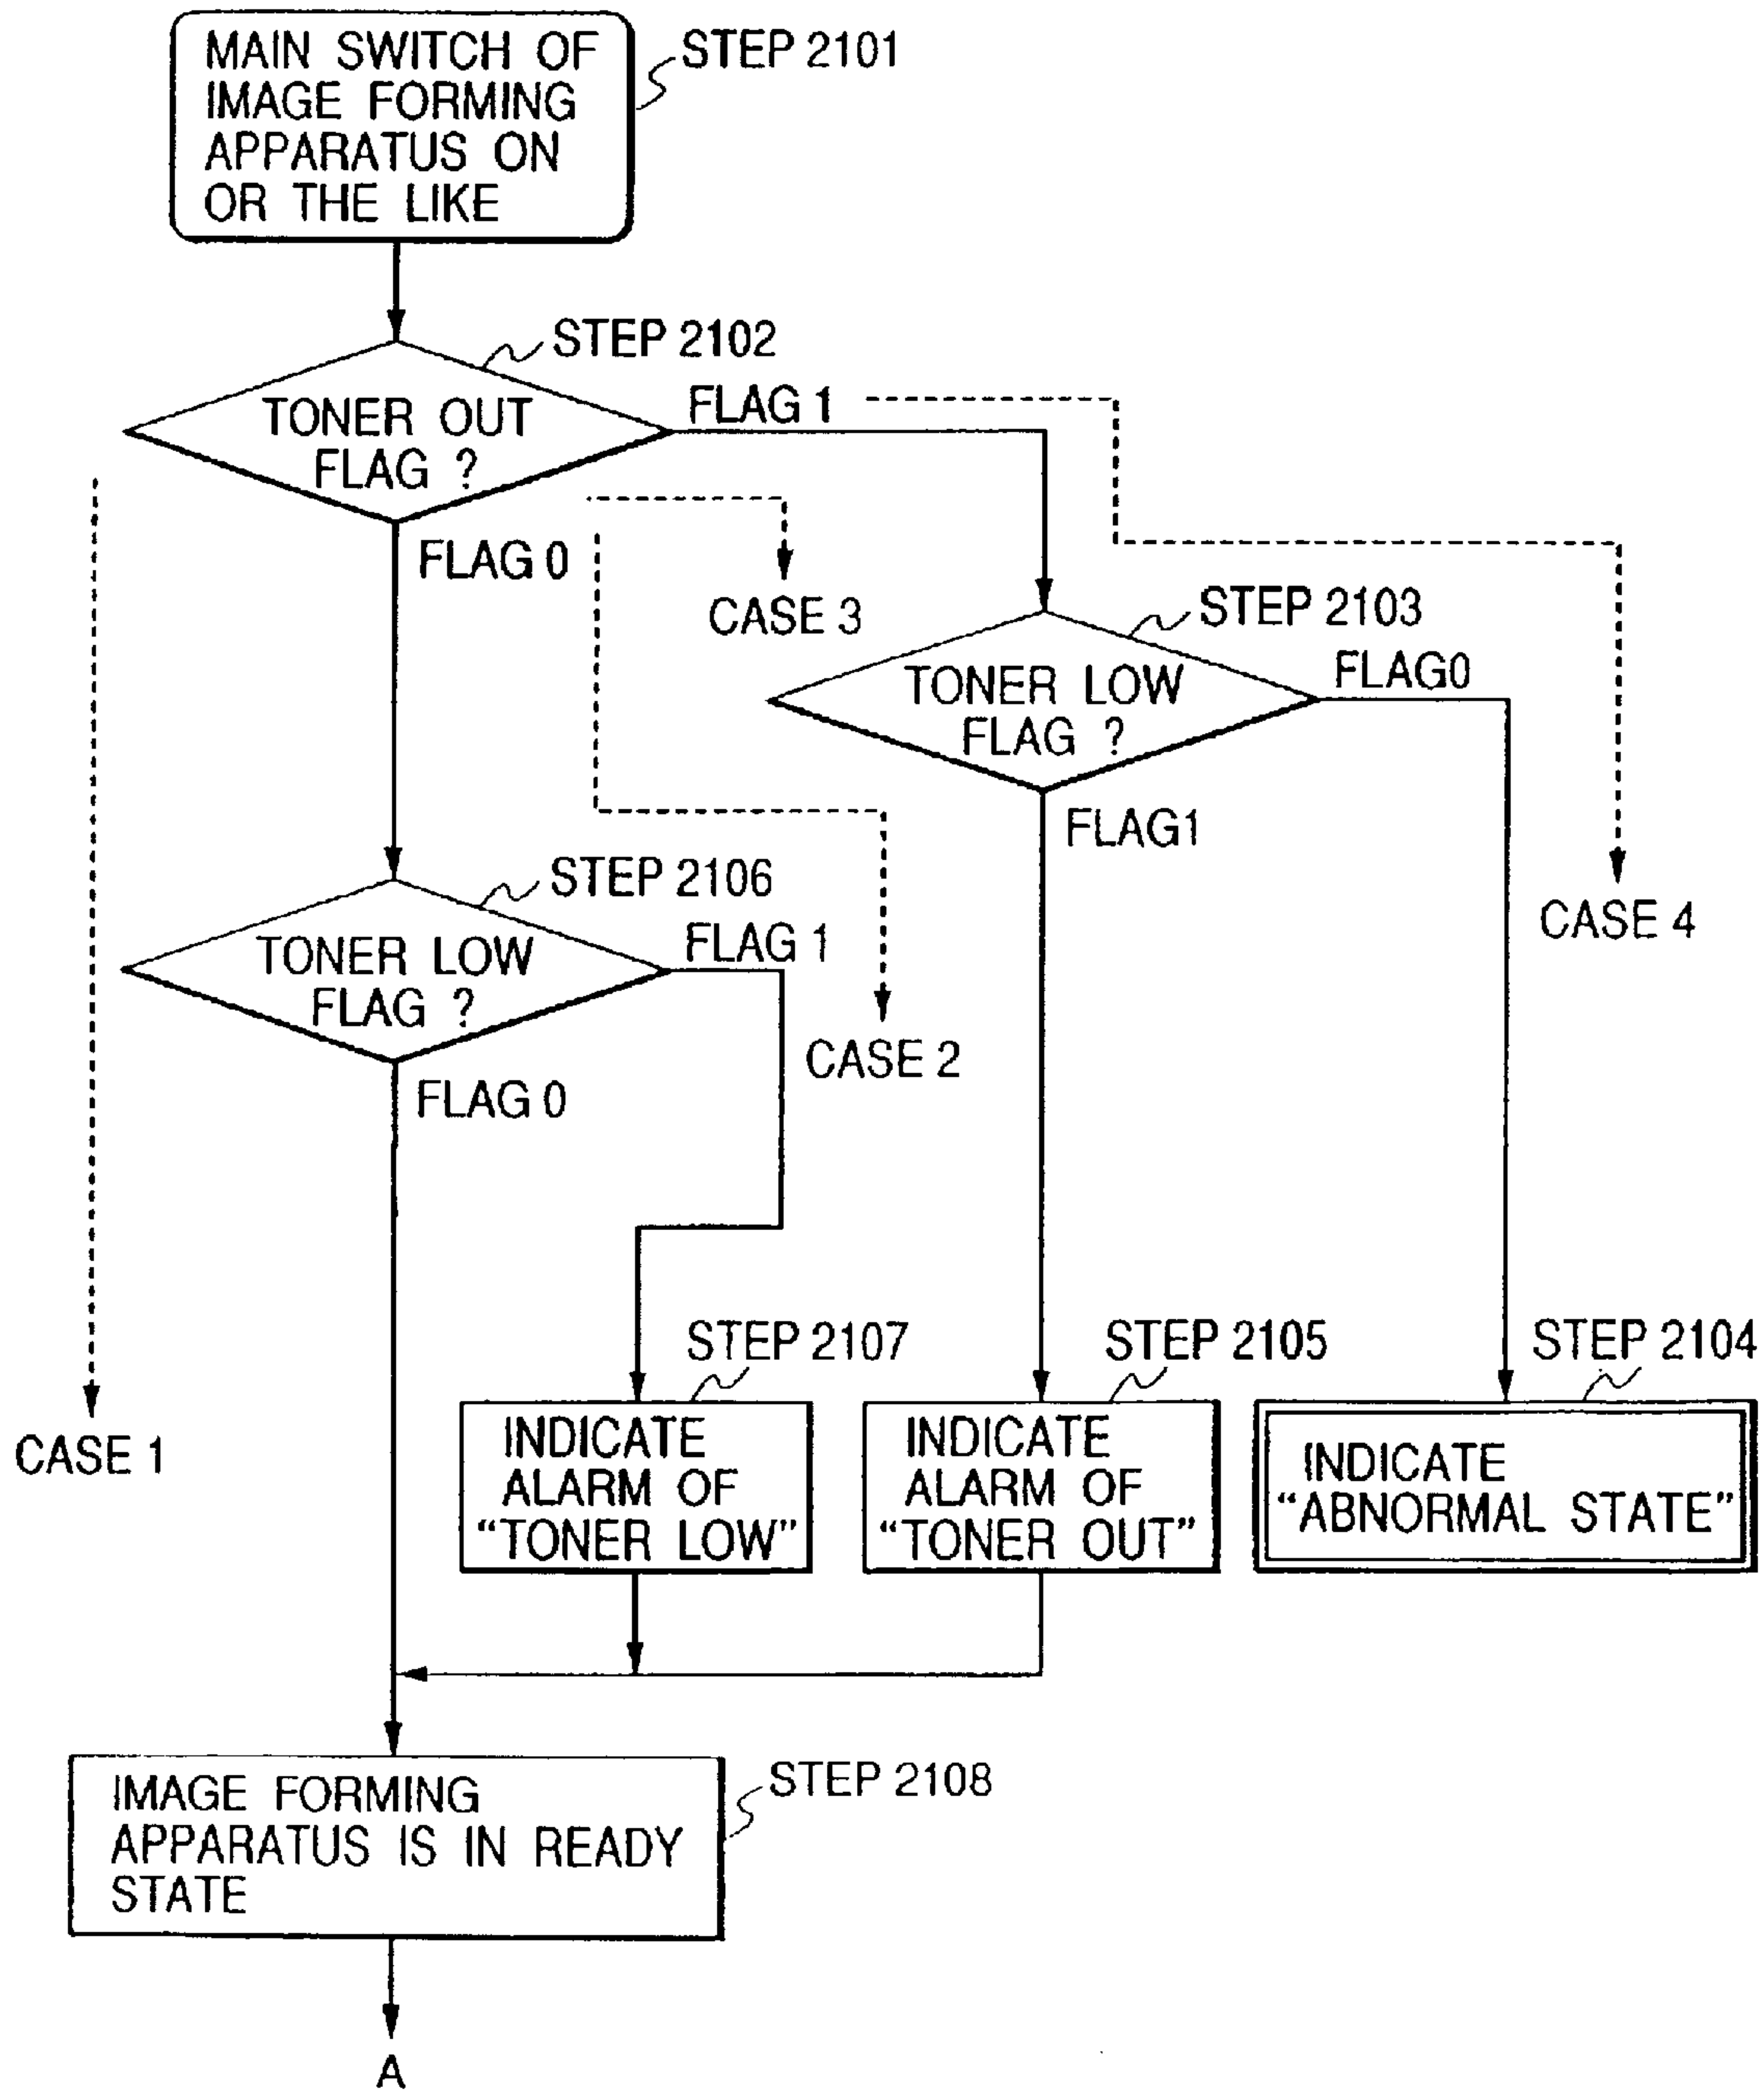 MAIN SWITCH OF
IMAGE FORMING
APPARATUS ON
OR THE LIKE
STEP 2101
STEP 2102
TONER OUT
FLAG ?
FLAG 1
FLAG 0
CASE 3
STEP 2103
TONER LOW
FLAG ?
FLAG0
FLAG1
CASE 4
STEP 2106
TONER LOW
FLAG ?
FLAG 1
FLAG 0
CASE 2
CASE 1
STEP 2107
INDICATE
ALARM OF
“TONER LOW”
STEP 2105
INDICATE
ALARM OF
“TONER OUT”
STEP 2104
INDICATE
“ABNORMAL STATE”
IMAGE FORMING
APPARATUS IS IN READY
STATE
STEP 2108
A